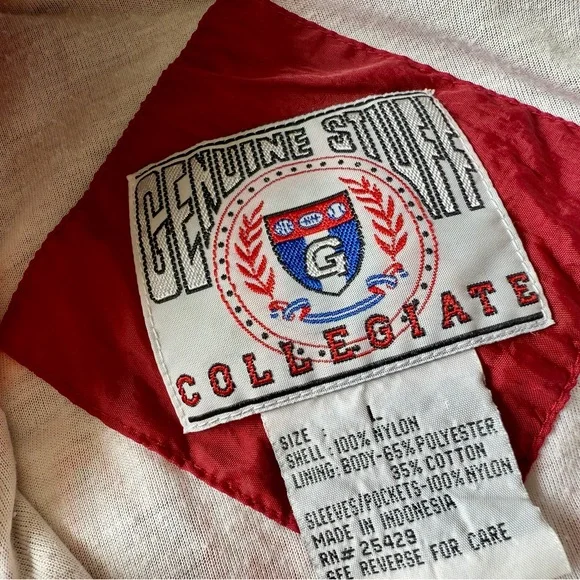 GENUINE STUFF
G
COLLEGIATE
SIZE : L
SHELL: 100% NYLON
LINING: BODY-65% POLYESTER
35% COTTON
SLEEVES/POCKETS-100% NYLON
MADE IN INDONESIA
RN# 25429
SEE REVERSE FOR CARE